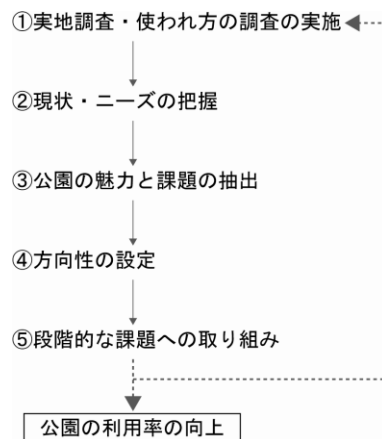 ①実地調査・使われ方の調査の実施
②現状・ニーズの把握
③公園の魅力と課題の抽出
④方向性の設定
⑤段階的な課題への取り組み
公園の利用率の向上